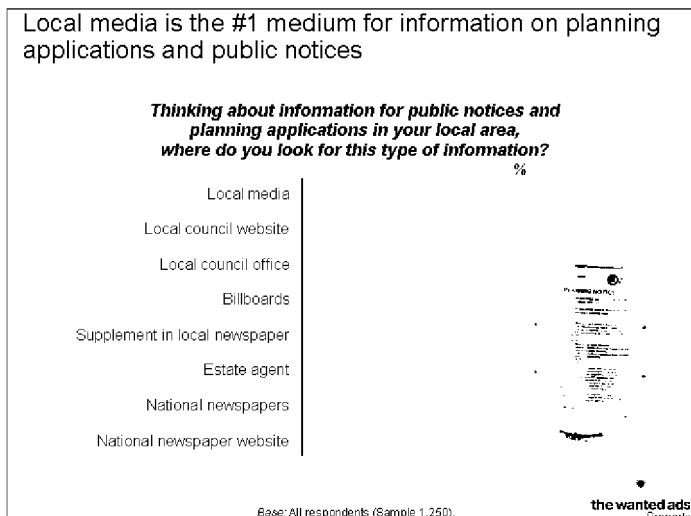 Local media is the #1 medium for information on planning
applications and public notices
Thinking about information for public notices and
planning applications in your local area,
where do you look for this type of information?
%
Local media
Local council website
Local council office
Billboards
Supplement in local newspaper
Estate agent
National newspapers
National newspaper website
PLANNING NOTICE
Base: All respondents (Sample 1,250).
the wanted ads
Property